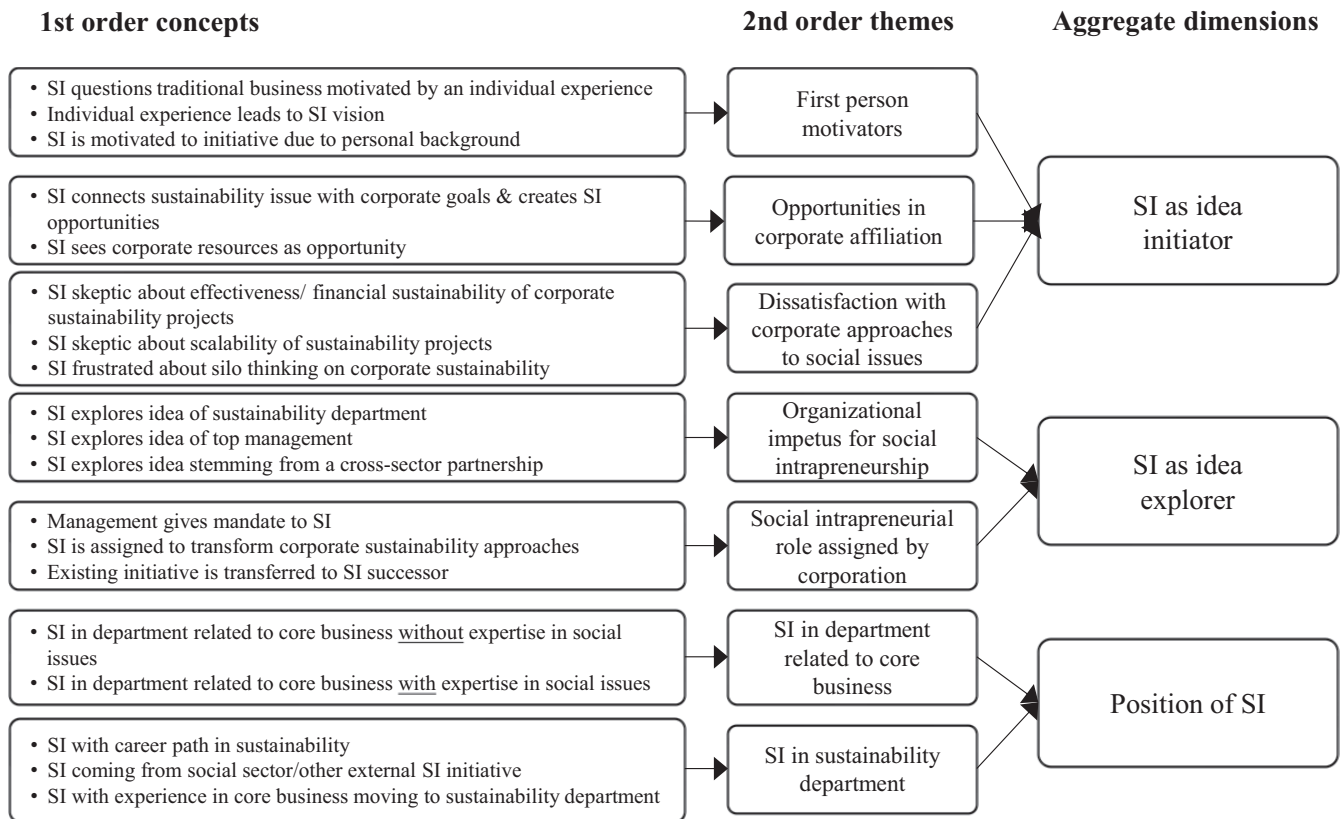 1st order concepts
2nd order themes
Aggregate dimensions
• SI questions traditional business motivated by an individual experience
• Individual experience leads to SI vision
• SI is motivated to initiative due to personal background
First person
motivators
• SI connects sustainability issue with corporate goals & creates SI
opportunities
• SI sees corporate resources as opportunity
Opportunities in
corporate affiliation
• SI skeptic about effectiveness/ financial sustainability of corporate
sustainability projects
• SI skeptic about scalability of sustainability projects
• SI frustrated about silo thinking on corporate sustainability
Dissatisfaction with
corporate approaches
to social issues
SI as idea
initiator
• SI explores idea of sustainability department
• SI explores idea of top management
• SI explores idea stemming from a cross-sector partnership
Organizational
impetus for social
intrapreneurship
• Management gives mandate to SI
• SI is assigned to transform corporate sustainability approaches
• Existing initiative is transferred to SI successor
Social intrapreneurial
role assigned by
corporation
SI as idea
explorer
• SI in department related to core business without expertise in social
issues
• SI in department related to core business with expertise in social issues
SI in department
related to core
business
• SI with career path in sustainability
• SI coming from social sector/other external SI initiative
• SI with experience in core business moving to sustainability department
SI in sustainability
department
Position of SI